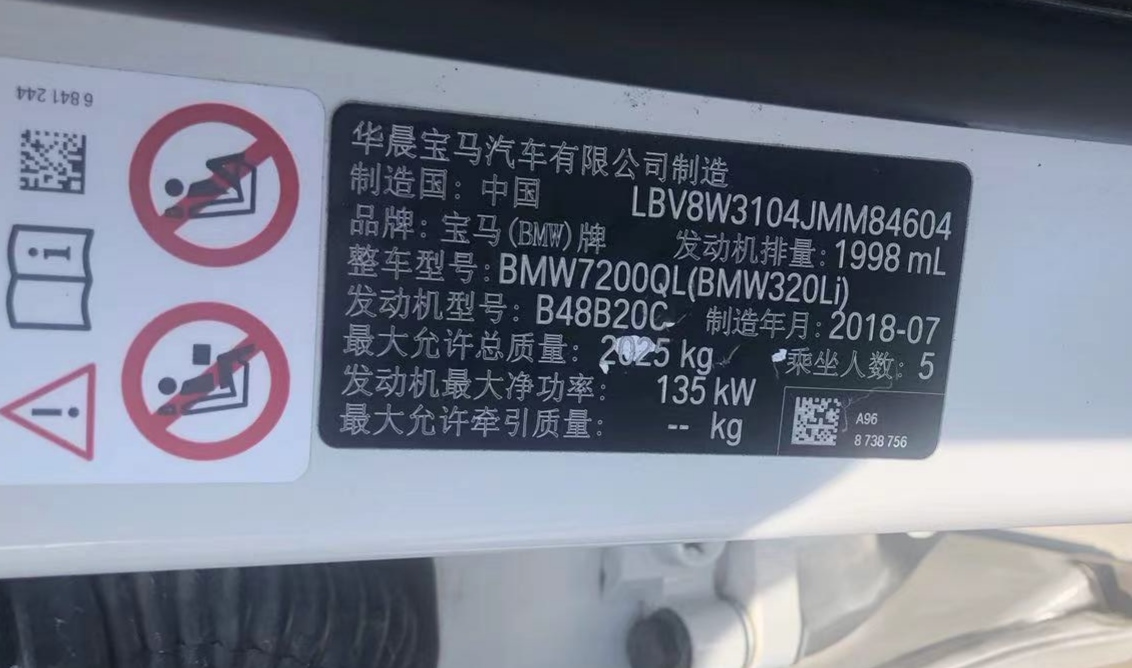 6 841 244
华晨宝马汽车有限公司制造
制造国：中国 LBV8W3104JMM84604
品牌：宝马(BMW)牌 发动机排量：1998 mL
整车型号：BMW7200QL(BMW320Li)
发动机型号：B48B20C 制造年月：2018-07
最大允许总质量：2025 kg 乘坐人数：5
发动机最大净功率：135 kW
最大允许牵引质量：-- kg
A96
8 738 756